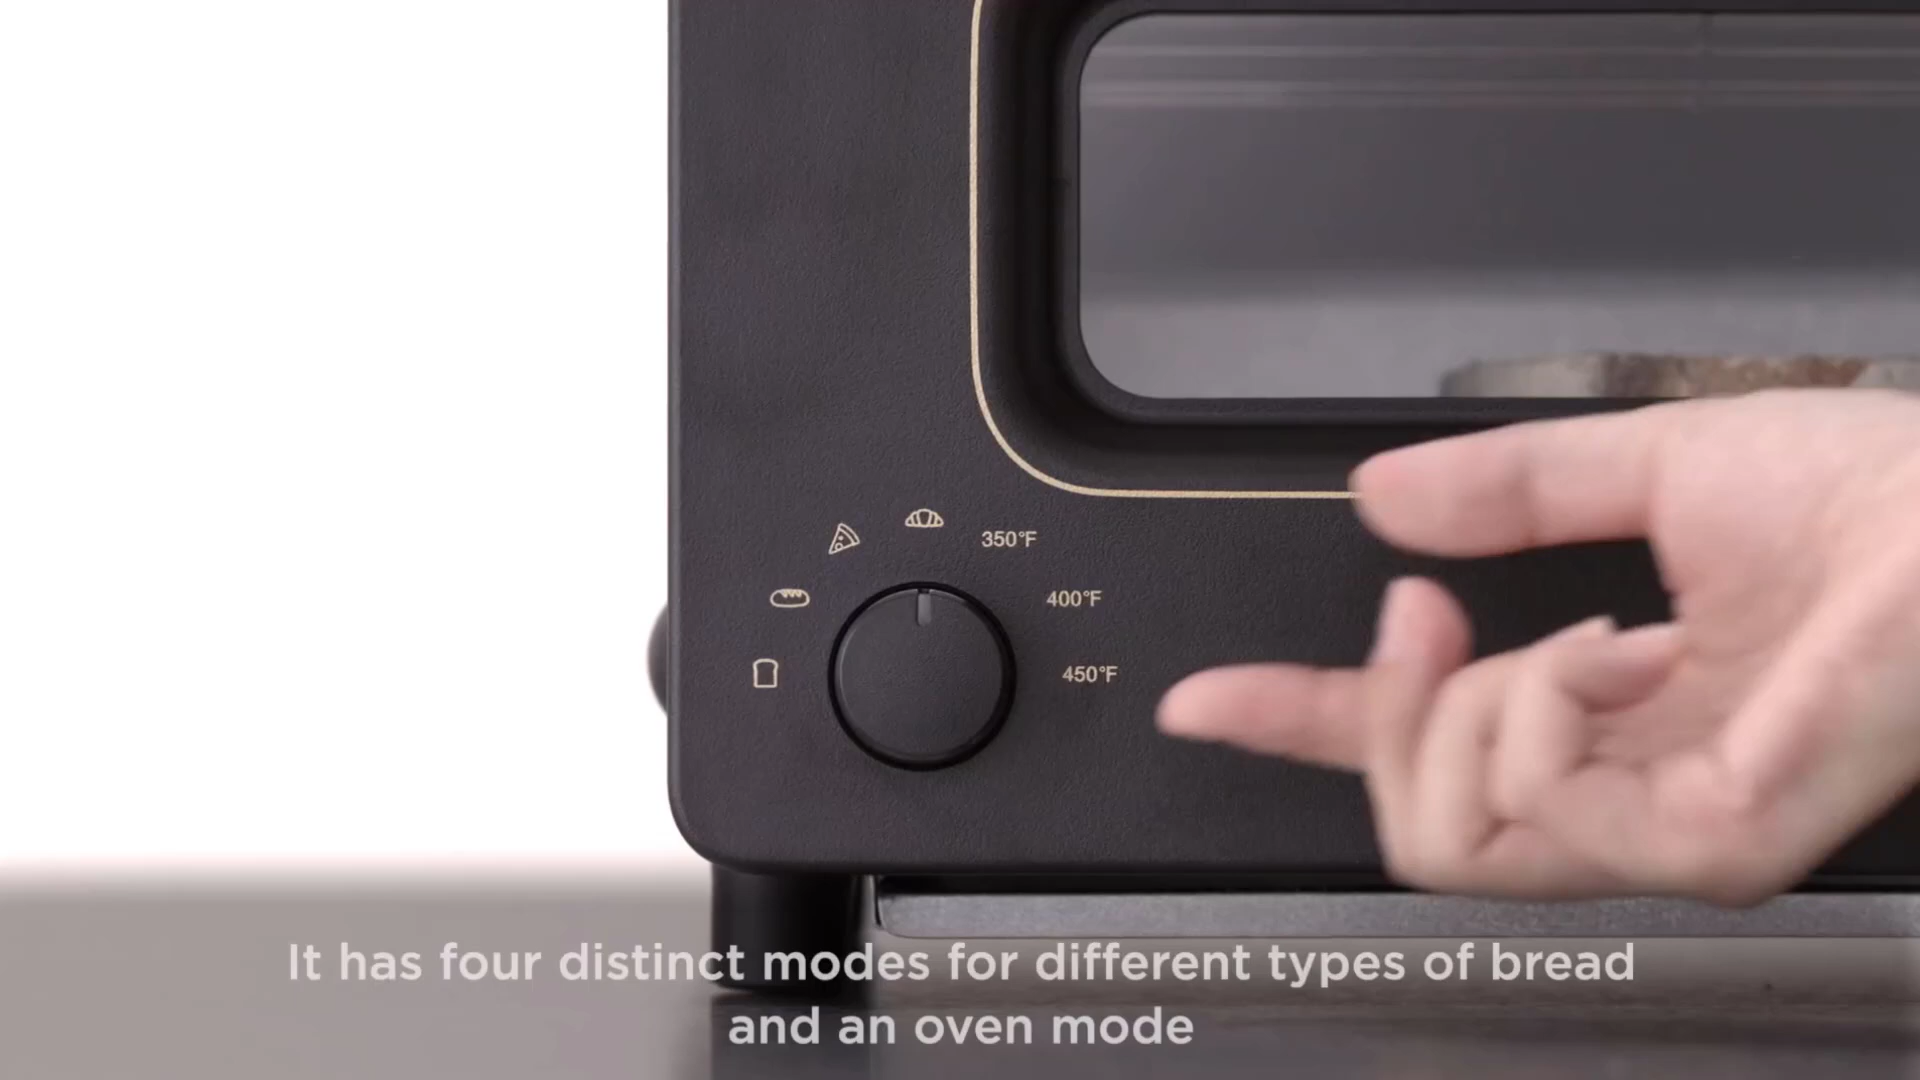 350°F
400°F
450°F
It has four distinct modes for different types of bread
and an oven mode